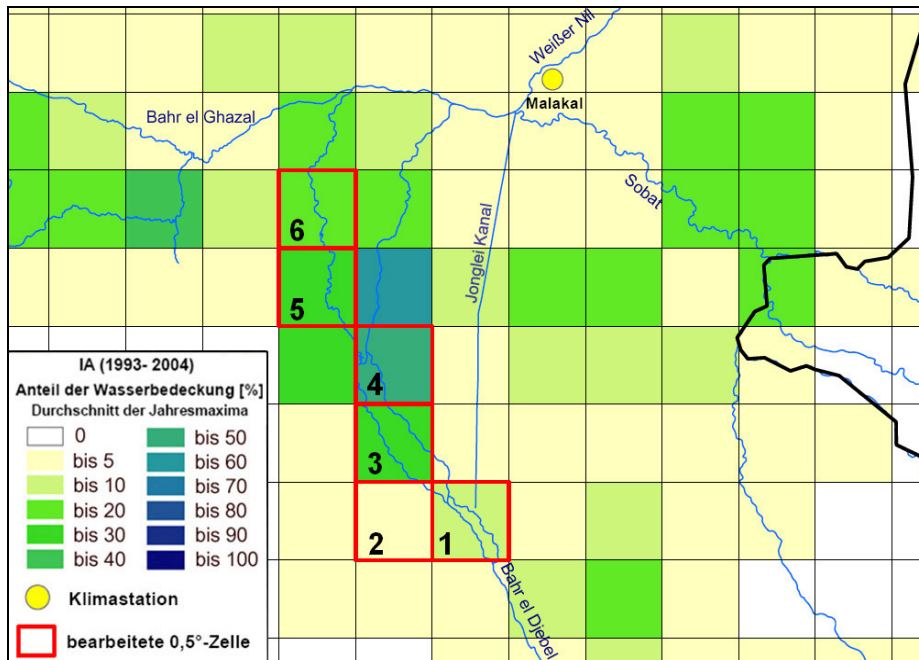 Weißer Nil
Malakal
Bahr el Ghazal
Sobat
Jonglei Kanal
6
5
4
3
2
1
Bahr el Djebel
IA (1993- 2004)
Anteil der Wasserbedeckung [%]
Durchschnitt der Jahresmaxima
0
bis 5
bis 10
bis 20
bis 30
bis 40
bis 50
bis 60
bis 70
bis 80
bis 90
bis 100
Klimastation
bearbeitete 0,5°-Zelle